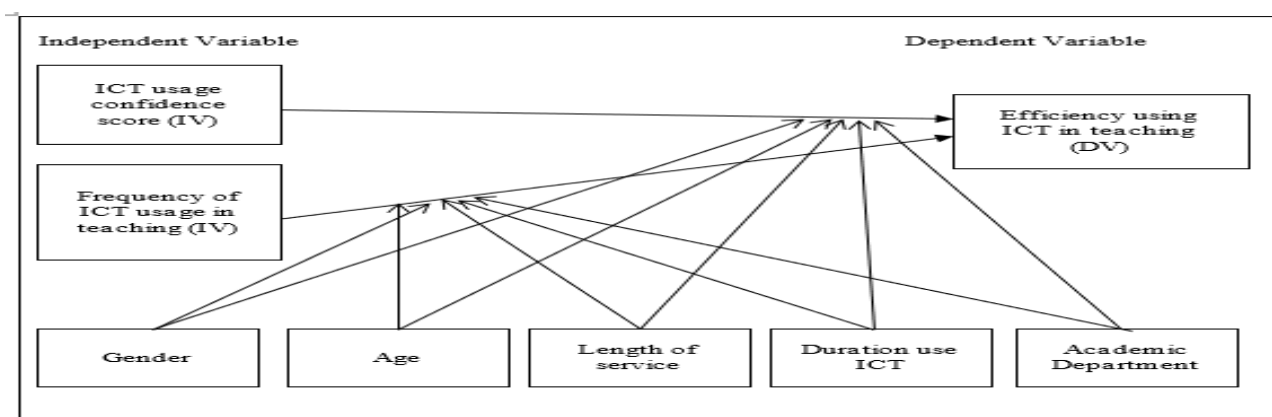 Independent Variable
Dependent Variable
ICT usage
confidence
score (IV)
Efficiency using
ICT in teaching
(DV)
Frequency of
ICT usage in
teaching (IV)
Gender
Age
Length of
service
Duration use
ICT
Academic
Department